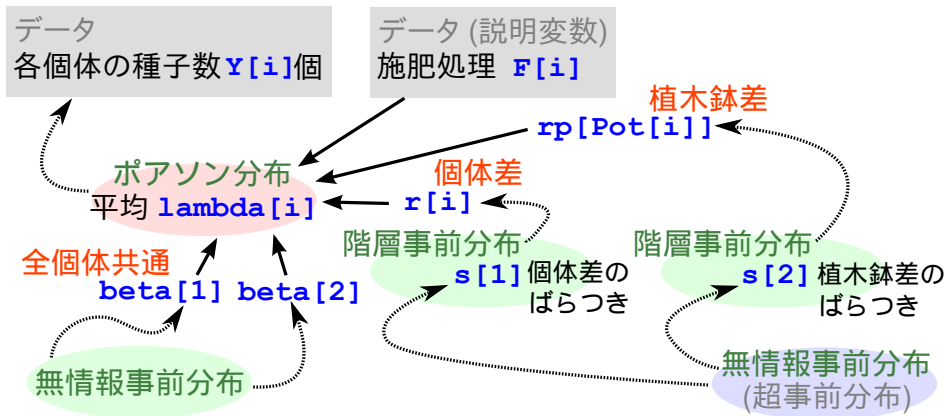 データ
各個体の種子数 Y[i]個
データ (説明変数)
施肥処理 F[i]
植木鉢差
rp[Pot[i]]
ポアソン分布
平均 lambda[i]
個体差
r[i]
階層事前分布
s[1] 個体差の
ばらつき
階層事前分布
s[2] 植木鉢差の
ばらつき
全個体共通
beta[1] beta[2]
無情報事前分布
無情報事前分布
(超事前分布)